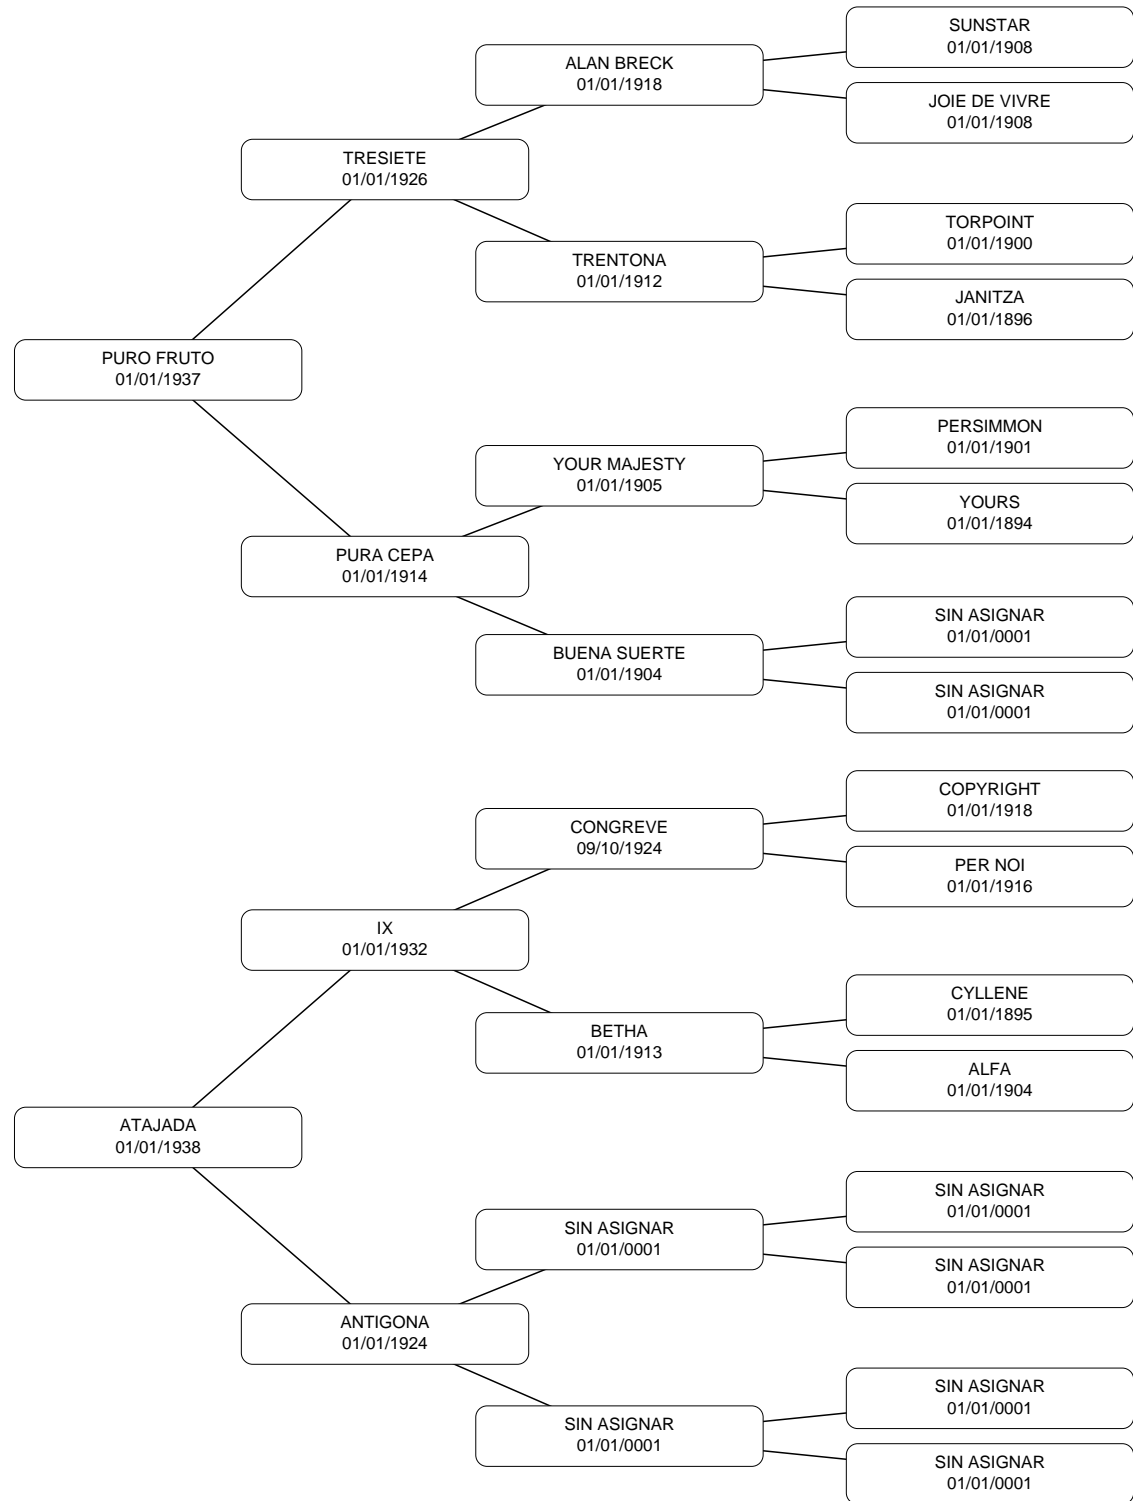 SUNSTAR
01/01/1908
ALAN BRECK
01/01/1918
JOIE DE VIVRE
01/01/1908
TRESIETE
01/01/1926
TORPOINT
01/01/1900
TRENTONA
01/01/1912
JANITZA
01/01/1896
PURO FRUTO
01/01/1937
PERSIMMON
01/01/1901
YOUR MAJESTY
01/01/1905
YOURS
01/01/1894
PURA CEPA
01/01/1914
SIN ASIGNAR
01/01/0001
BUENA SUERTE
01/01/1904
SIN ASIGNAR
01/01/0001
COPYRIGHT
01/01/1918
CONGREVE
09/10/1924
PER NOI
01/01/1916
IX
01/01/1932
CYLLENE
01/01/1895
BETHA
01/01/1913
ALFA
01/01/1904
ATAJADA
01/01/1938
SIN ASIGNAR
01/01/0001
SIN ASIGNAR
01/01/0001
SIN ASIGNAR
01/01/0001
ANTIGONA
01/01/1924
SIN ASIGNAR
01/01/0001
SIN ASIGNAR
01/01/0001
SIN ASIGNAR
01/01/0001